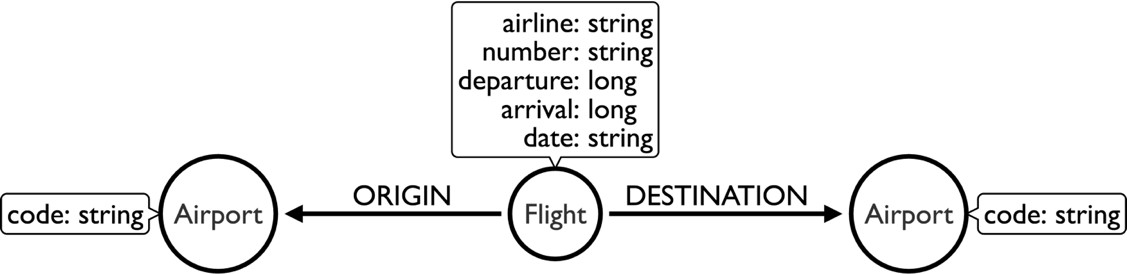 airline: string
number: string
departure: long
arrival: long
date: string
code: string
Airport
ORIGIN
Flight
DESTINATION
Airport
code: string